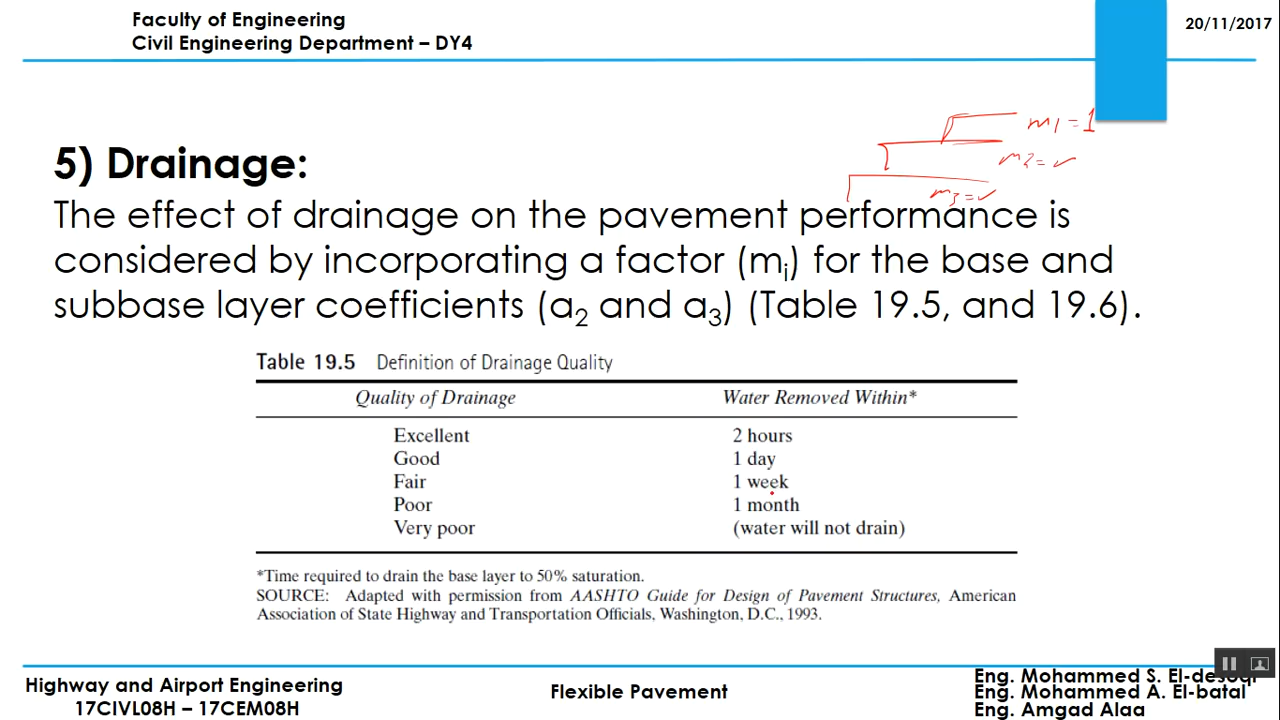 Faculty of Engineering
Civil Engineering Department – DY4
20/11/2017
m1 = 1
m2 = ✓
m3 = ✓
5) Drainage:
The effect of drainage on the pavement performance is
considered by incorporating a factor (mi) for the base and
subbase layer coefficients (a2 and a3) (Table 19.5, and 19.6).
Table 19.5 Definition of Drainage Quality
Quality of Drainage Water Removed Within*
Excellent 2 hours
Good 1 day
Fair 1 week
Poor 1 month
Very poor (water will not drain)
*Time required to drain the base layer to 50% saturation.
SOURCE: Adapted with permission from AASHTO Guide for Design of Pavement Structures, American
Association of State Highway and Transportation Officials, Washington, D.C., 1993.
Highway and Airport Engineering
17CIVL08H – 17CEM08H
Flexible Pavement
Eng. Mohammed S. El-desoqi
Eng. Mohammed A. El-batal
Eng. Amgad Alaa